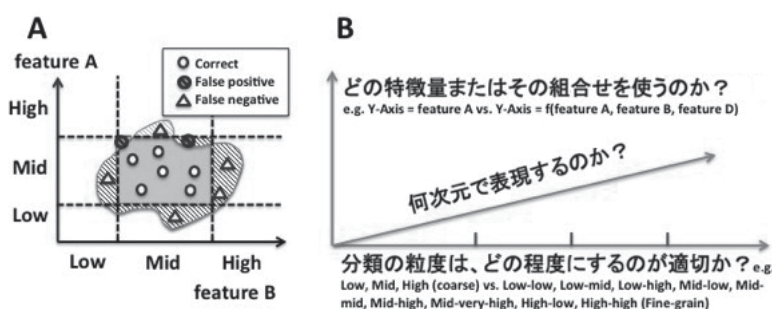 A
feature A
Correct
False positive
False negative
High
Mid
Low
Low
Mid
High
feature B
B
どの特徴量またはその組合せを使うのか？
e.g. Y-Axis = feature A vs. Y-Axis = f(feature A, feature B, feature D)
何次元で表現するのか？
分類の粒度は、どの程度にするのが適切か？e.g.
Low, Mid, High (coarse) vs. Low-low, Low-mid, Low-high, Mid-low, Mid-
mid, Mid-high, Mid-very-high, High-low, High-high (Fine-grain)